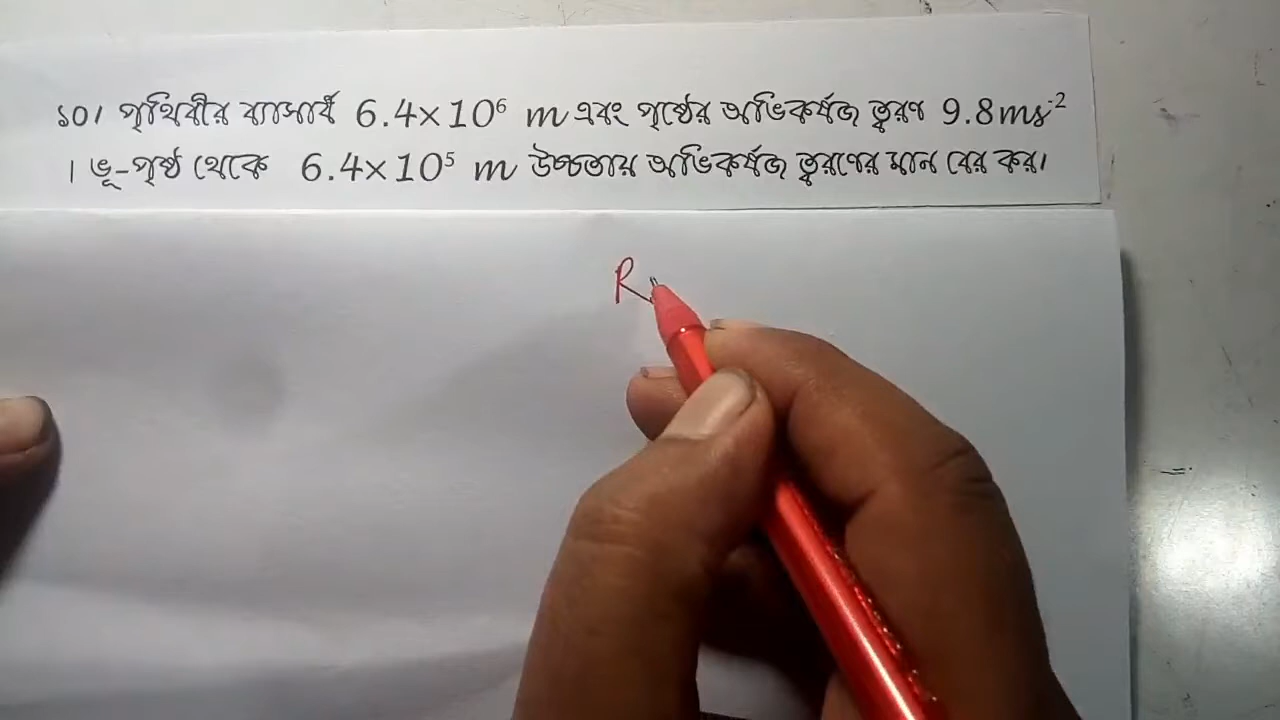 ১০। পৃথিবীর ব্যাসার্ধ 6.4×10⁶ m এবং পৃষ্ঠের অভিকর্ষজ ত্বরণ 9.8ms⁻²
। ভূ-পৃষ্ঠ থেকে 6.4×10⁵ m উচ্চতায় অভিকর্ষজ ত্বরণের মান বের কর।
R